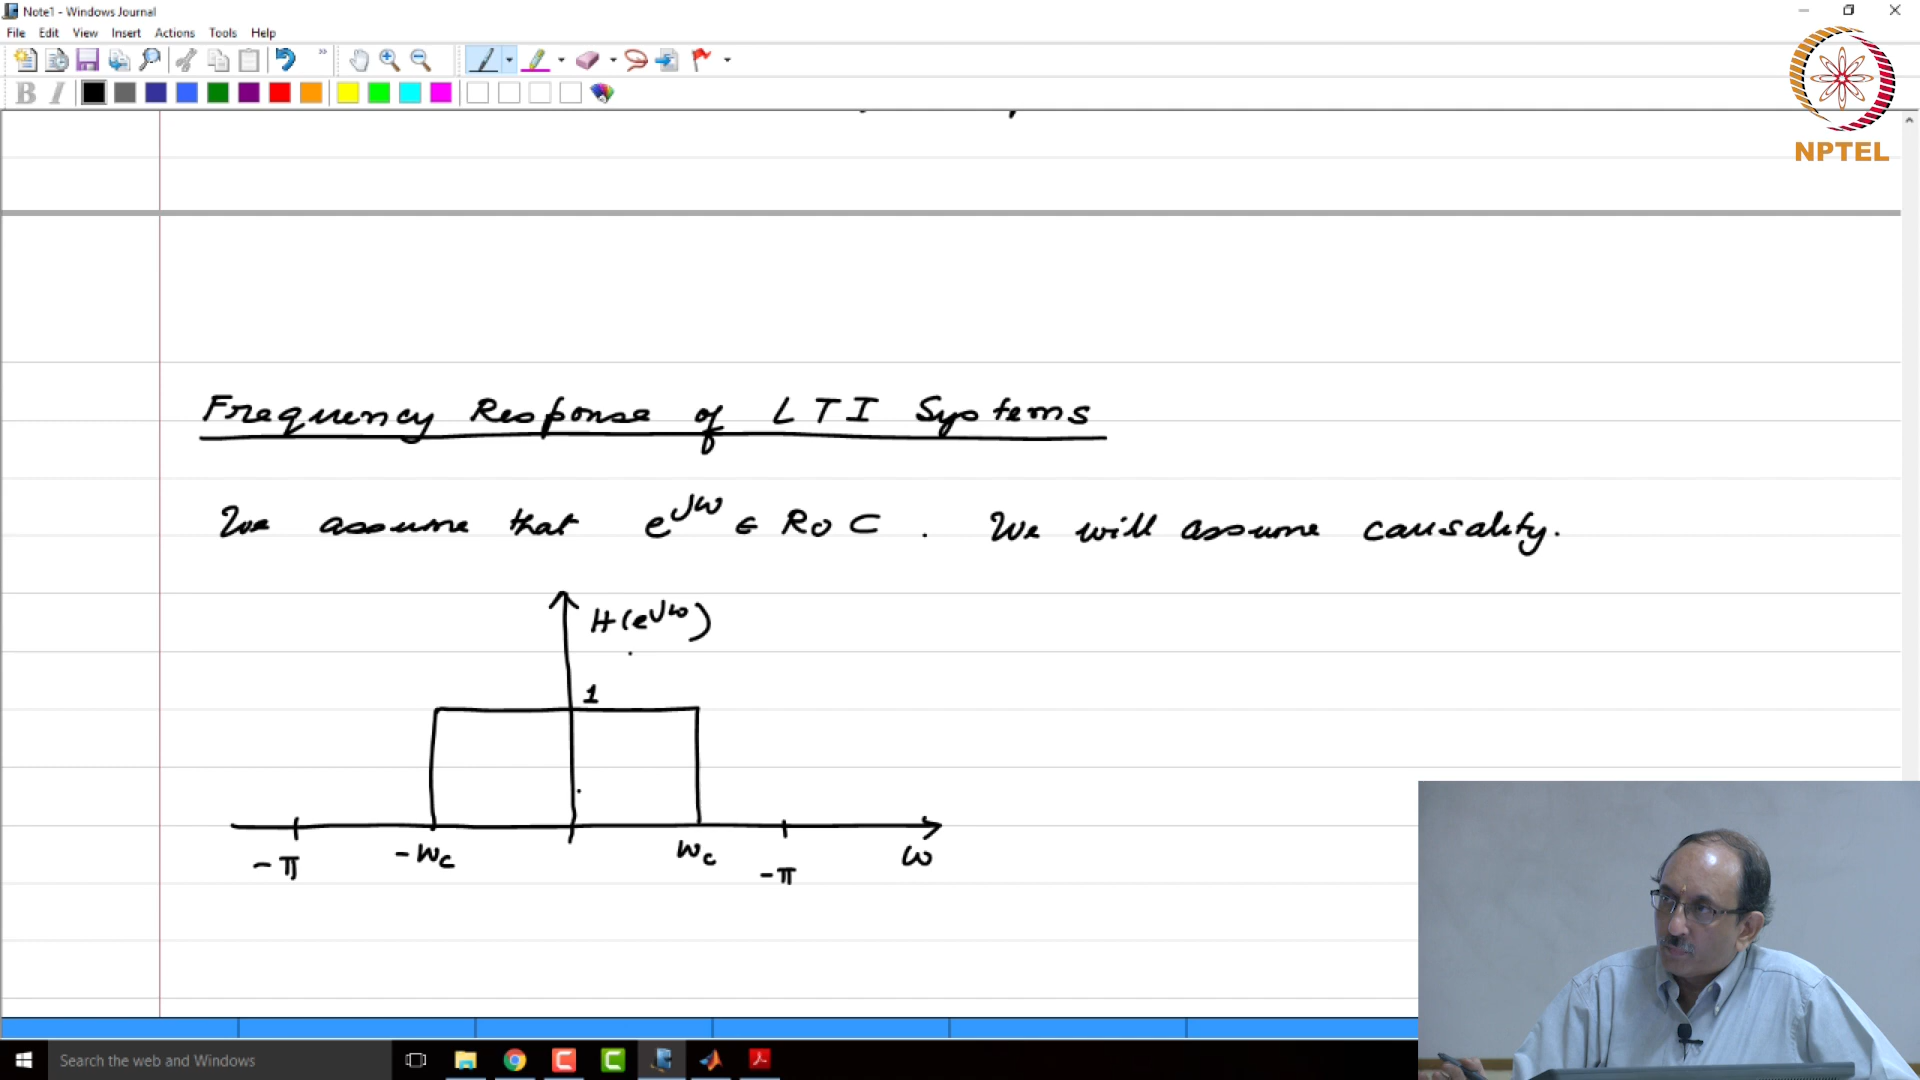 Note1 - Windows Journal
File Edit View Insert Actions Tools Help
B I
NPTEL
Frequency Response of LTI Systems
We assume that e^jω ∈ RoC . We will assume causality.
H(e^jω)
1
-π -ωc ωc -π ω
Search the web and Windows